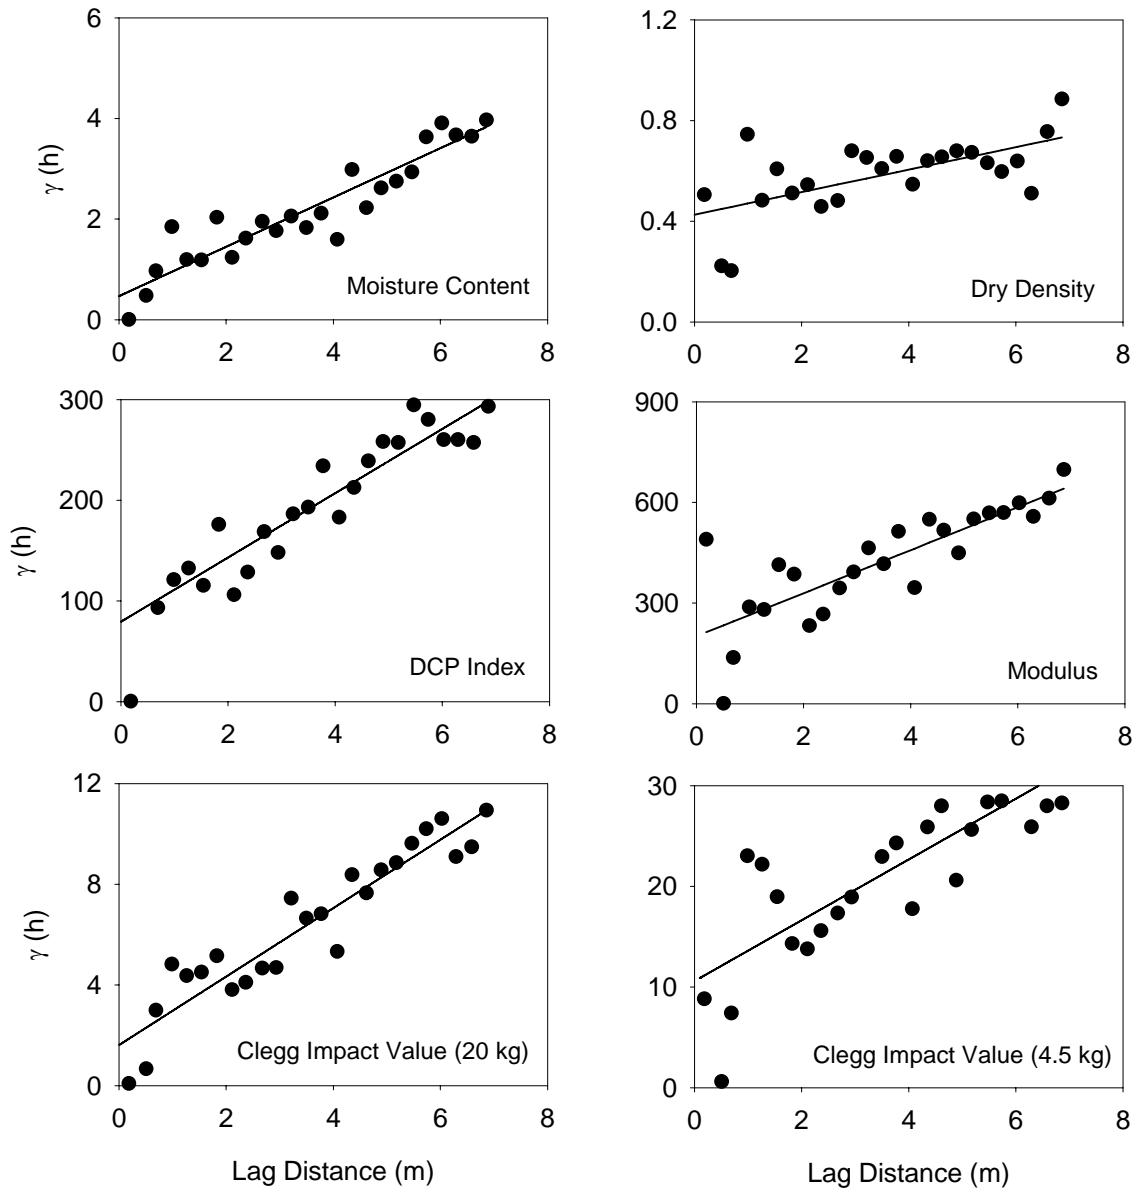 6
4
2
0
γ (h)
Moisture Content
0 2 4 6 8
1.2
0.8
0.4
0.0
Dry Density
0 2 4 6 8
300
200
100
0
γ (h)
DCP Index
0 2 4 6 8
900
600
300
0
Modulus
0 2 4 6 8
12
8
4
0
γ (h)
Clegg Impact Value (20 kg)
0 2 4 6 8
Lag Distance (m)
30
20
10
0
Clegg Impact Value (4.5 kg)
0 2 4 6 8
Lag Distance (m)